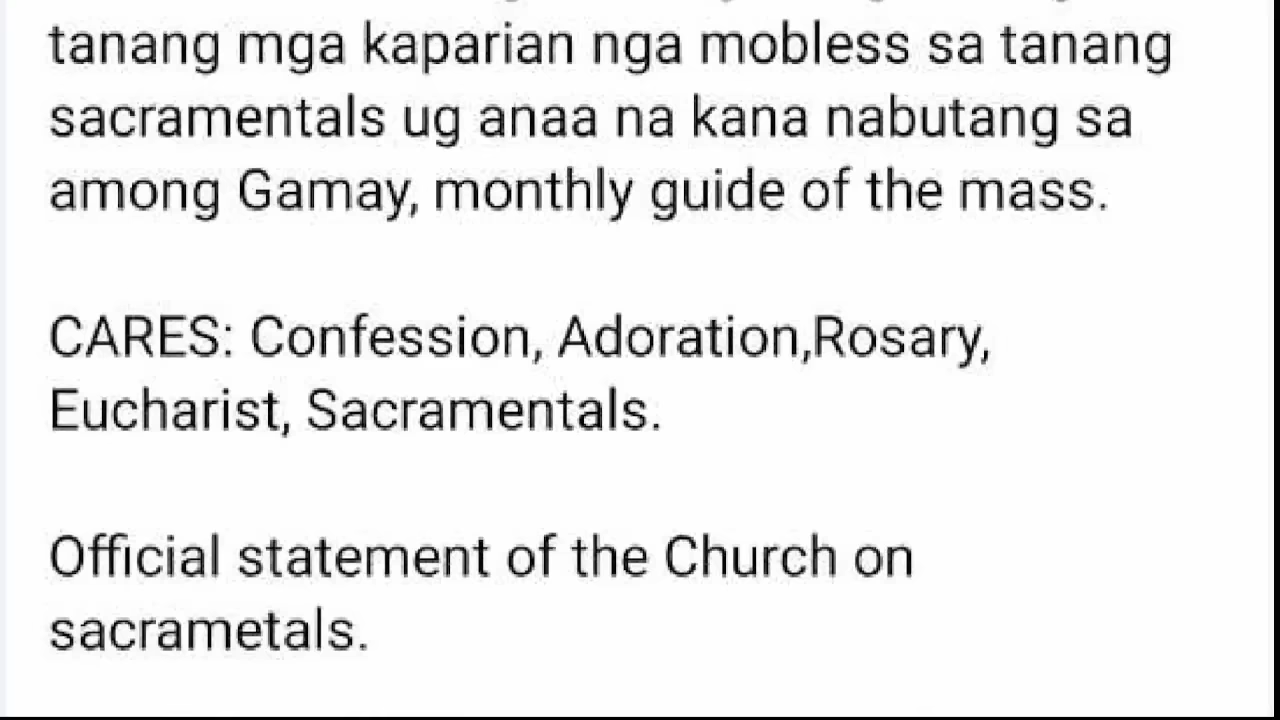 tanang mga kaparian nga mobless sa tanang
sacramentals ug anaa na kana nabutang sa
among Gamay, monthly guide of the mass.
CARES: Confession, Adoration,Rosary,
Eucharist, Sacramentals.
Official statement of the Church on
sacrametals.